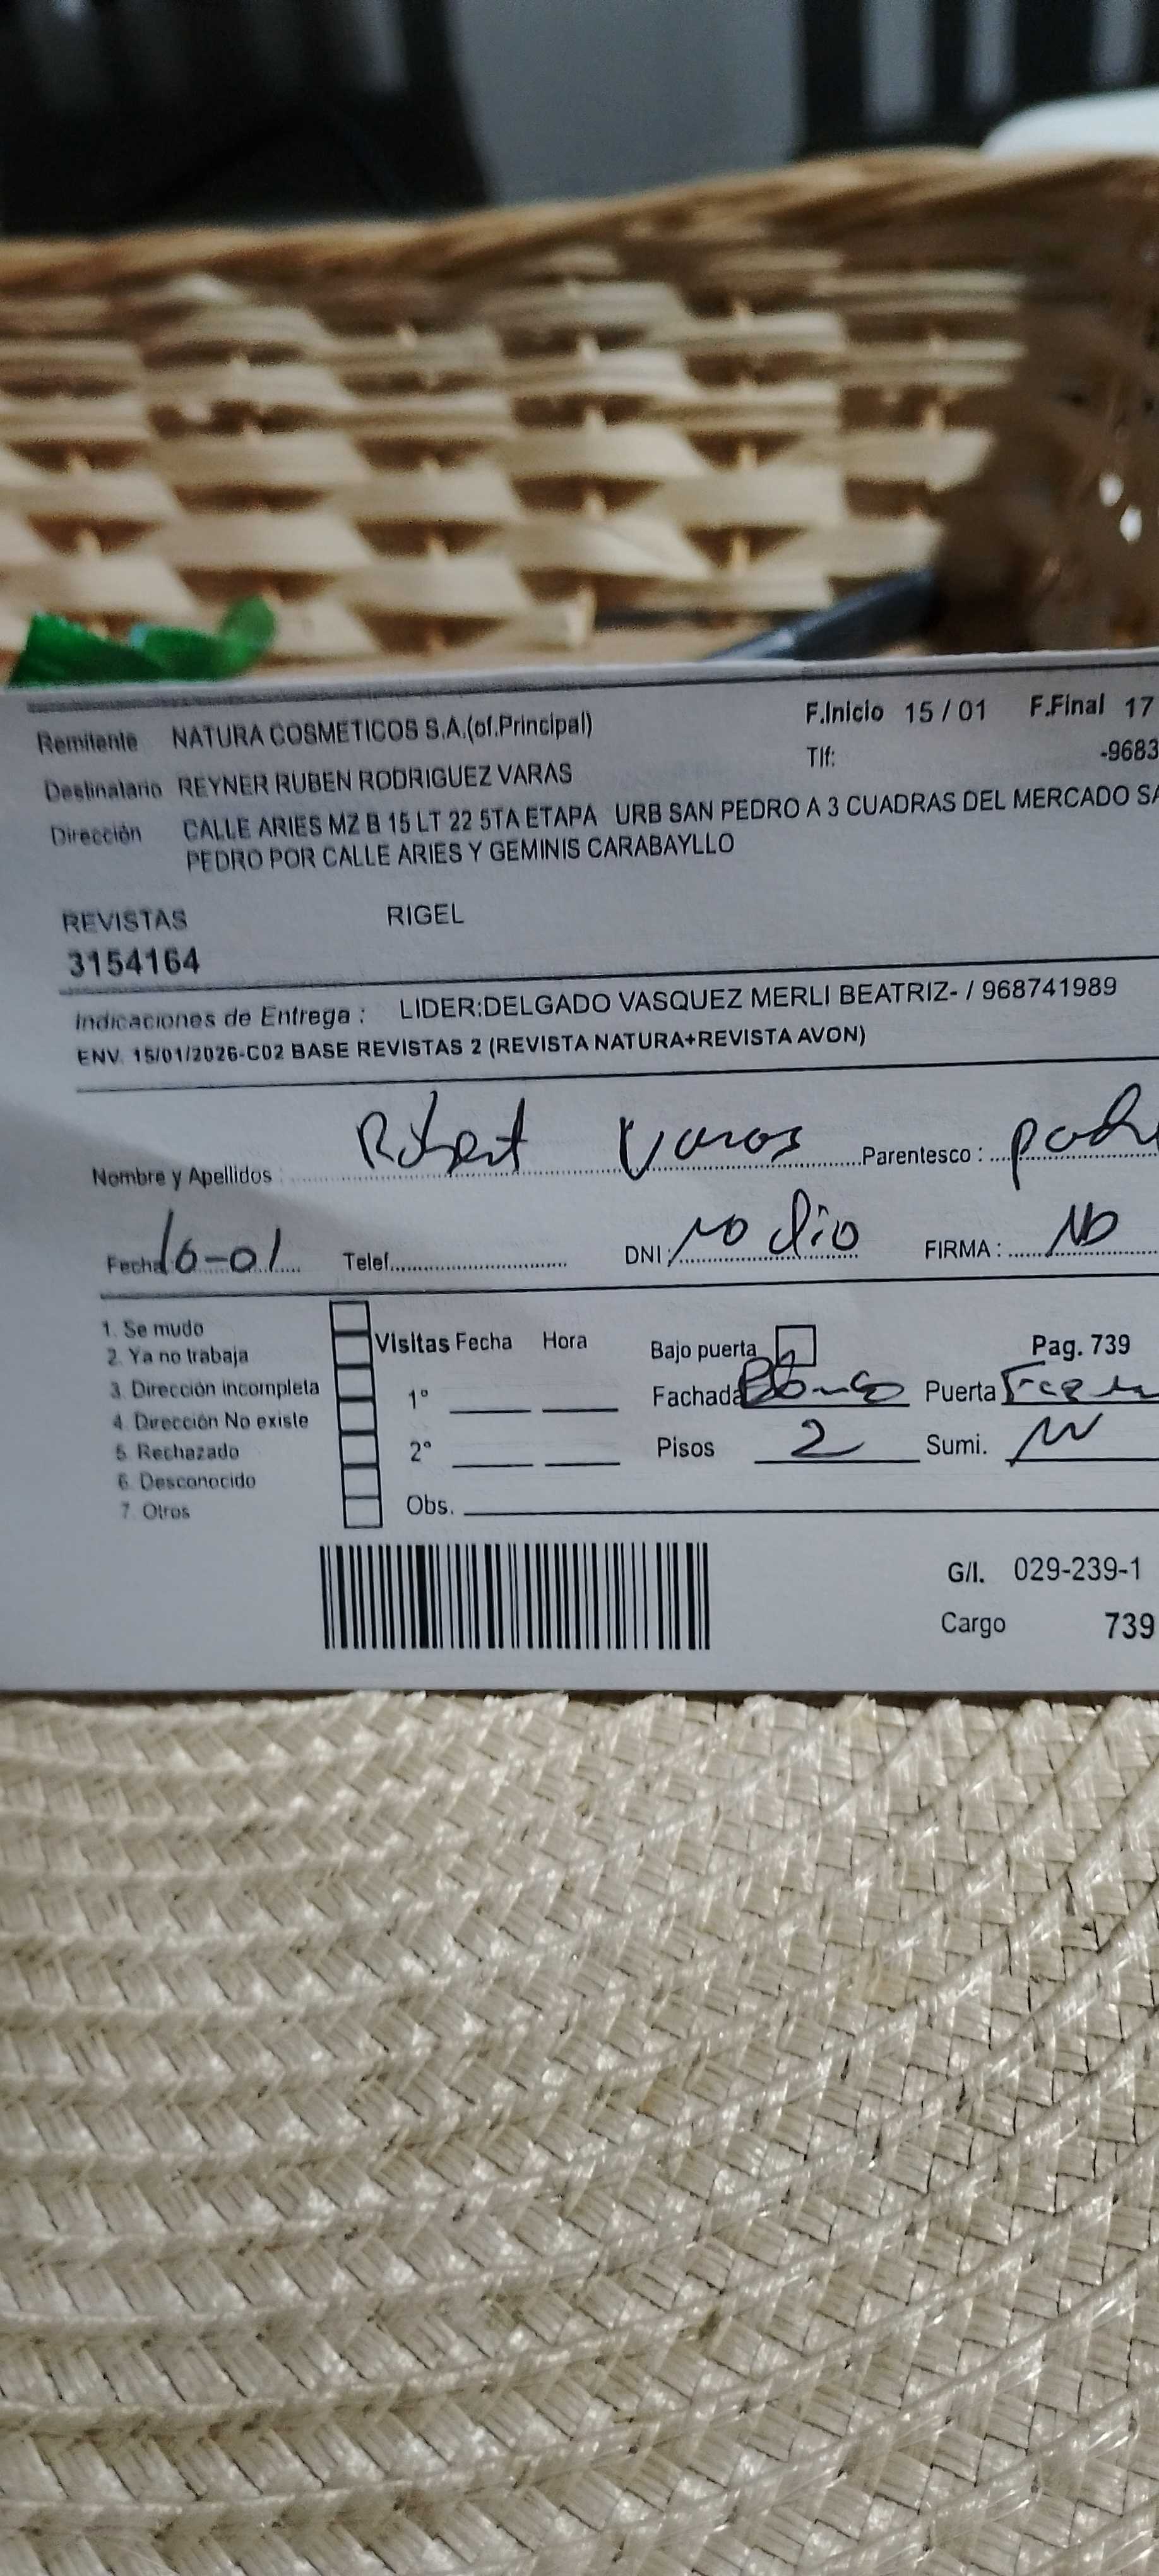 Remitente NATURA COSMETICOS S.A.(of.Principal) F.Inicio 15 / 01 F.Final 17
Destinatario REYNER RUBEN RODRIGUEZ VARAS Tlf: -9683
Dirección CALLE ARIES MZ B 15 LT 22 5TA ETAPA URB SAN PEDRO A 3 CUADRAS DEL MERCADO SA
PEDRO POR CALLE ARIES Y GEMINIS CARABAYLLO
REVISTAS RIGEL
3154164
Indicaciones de Entrega : LIDER:DELGADO VASQUEZ MERLI BEATRIZ- / 968741989
ENV. 15/01/2026-C02 BASE REVISTAS 2 (REVISTA NATURA+REVISTA AVON)
Nombre y Apellidos Robert Varas Parentesco :
Fecha 16-01 Telef. DNI : no dio FIRMA : No
1. Se mudo
2. Ya no trabaja
3. Dirección incompleta
4. Dirección No existe
5. Rechazado
6. Desconocido
7. Otros
Visitas Fecha Hora
1°
2°
Obs.
Bajo puerta Pag. 739
Fachada Blanco Puerta
Pisos 2 Sumi.
G/I. 029-239-1
Cargo 739